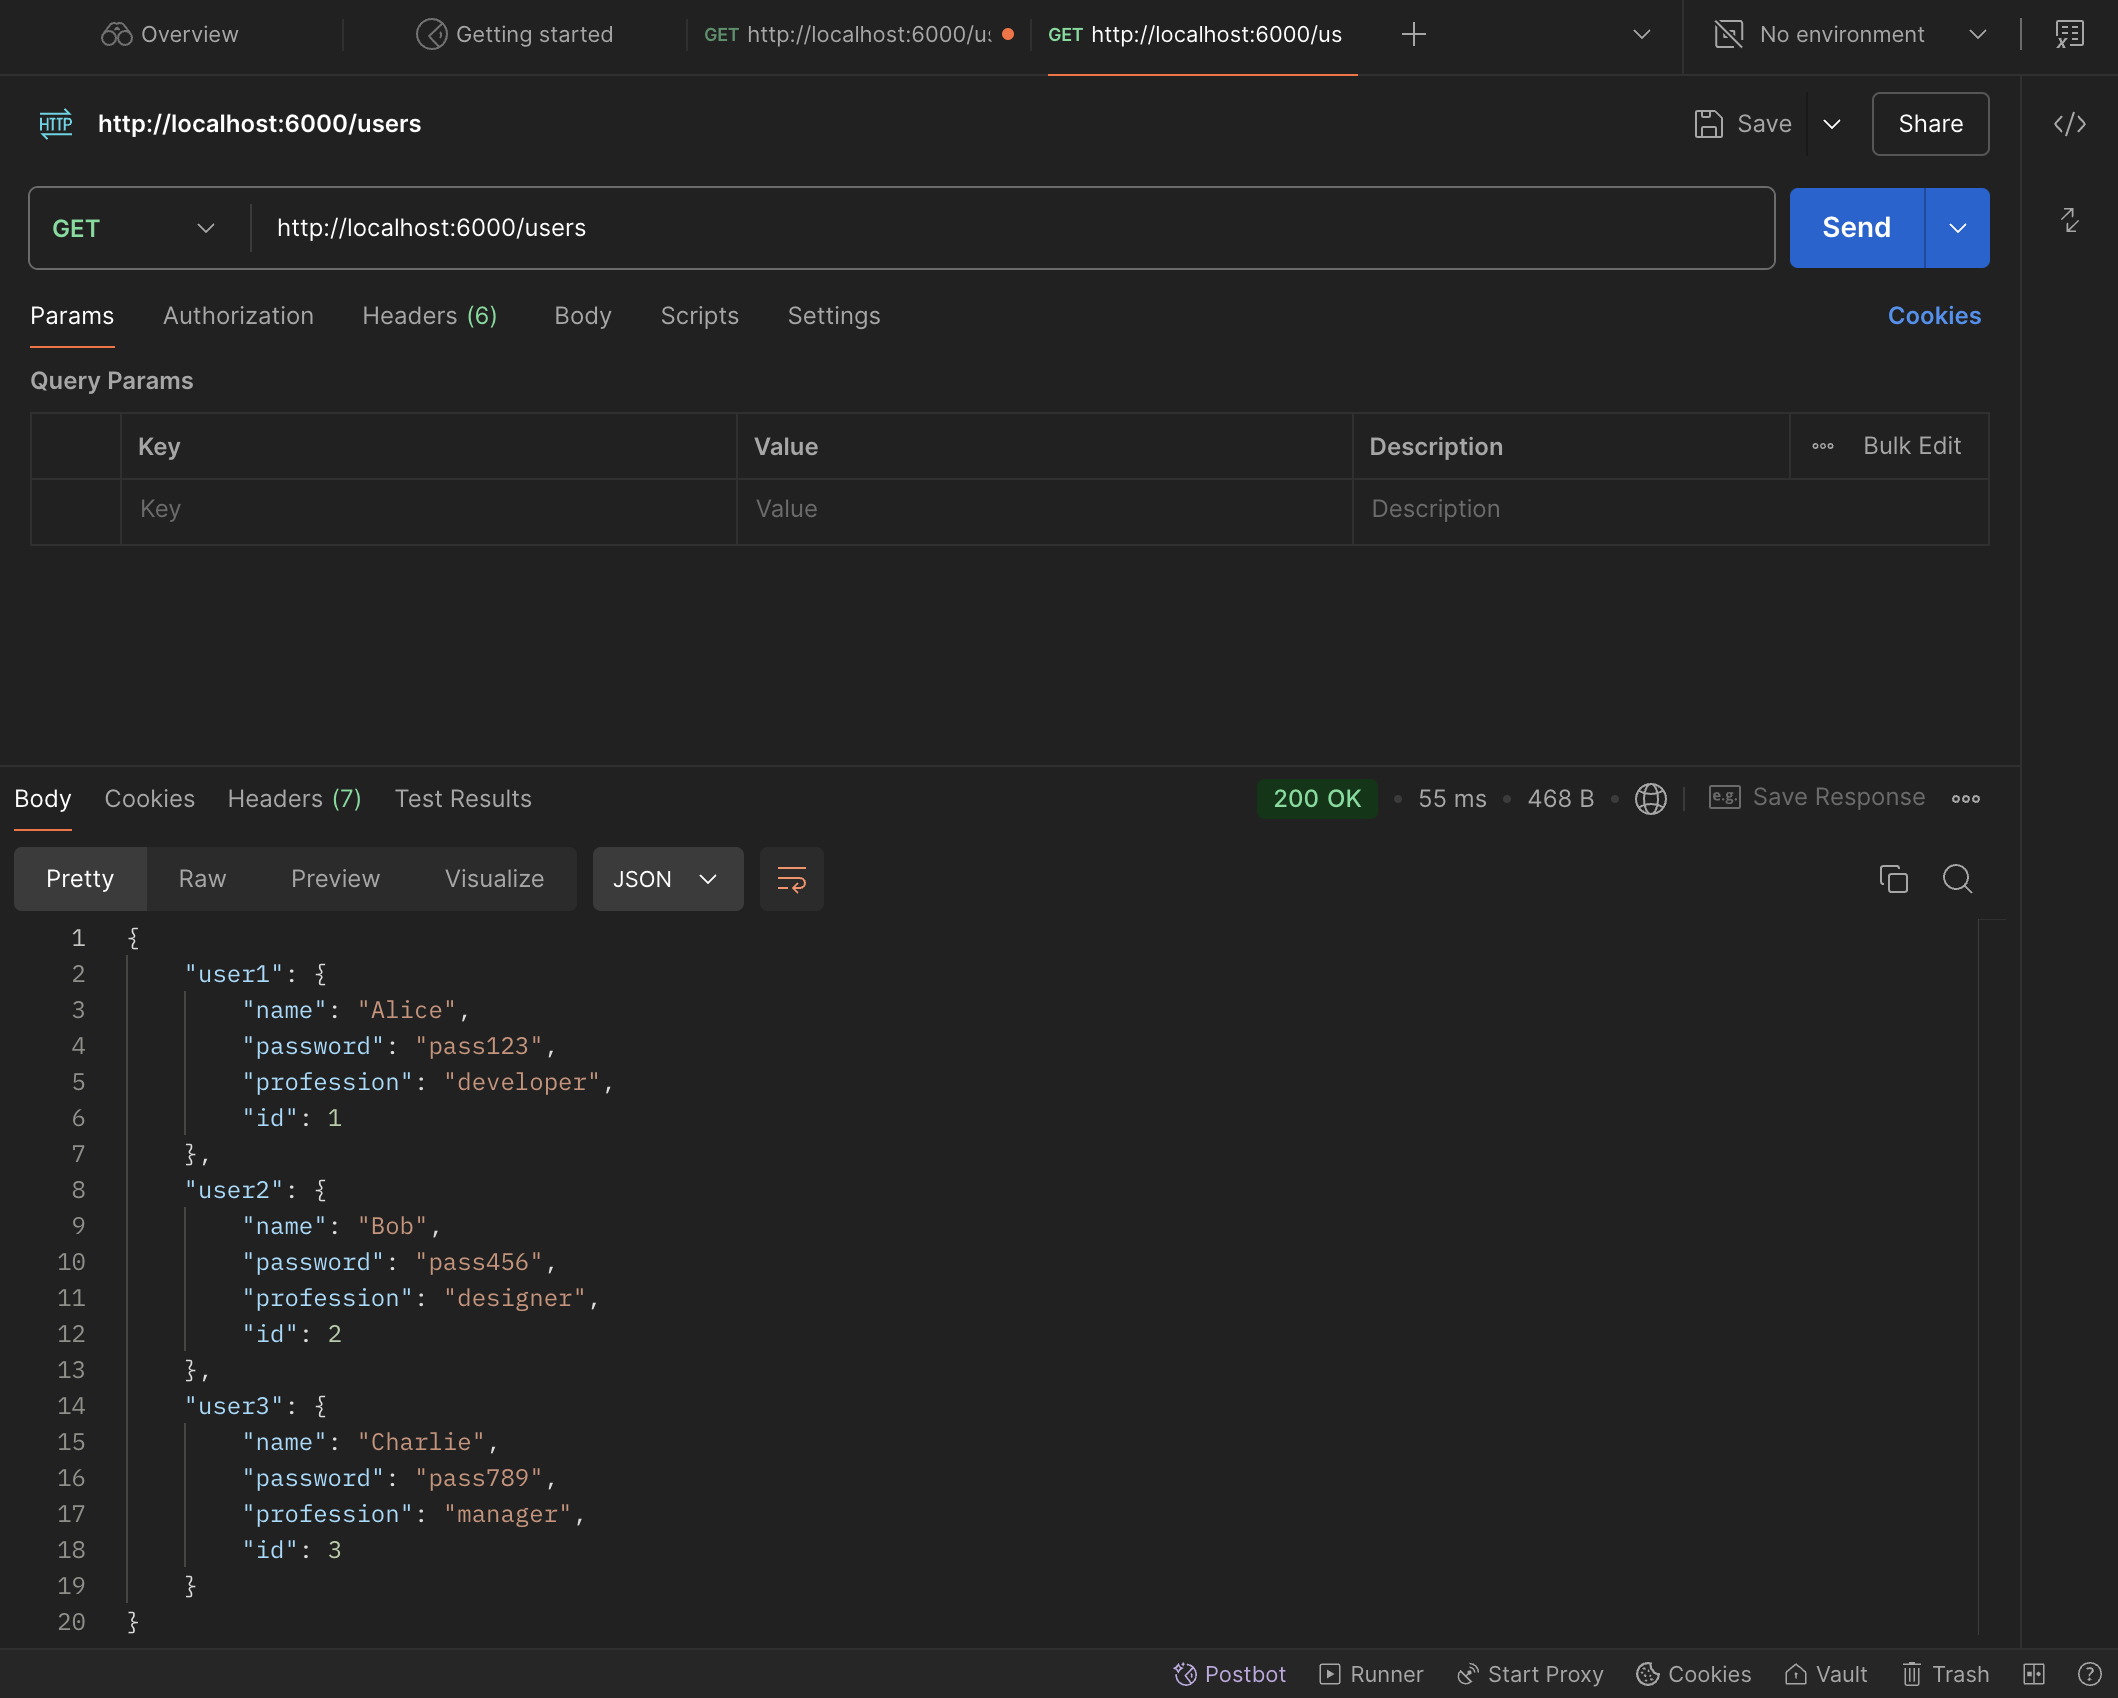 Overview
Getting started
GET http://localhost:6000/us
GET http://localhost:6000/us
No environment
HTTP http://localhost:6000/users
Save
Share
GET http://localhost:6000/users
Send
Params Authorization Headers (6) Body Scripts Settings Cookies
Query Params
Key Value Description Bulk Edit
Key Value Description
Body Cookies Headers (7) Test Results 200 OK 55 ms 468 B e.g. Save Response
Pretty Raw Preview Visualize JSON
1 {
2 "user1": {
3 "name": "Alice",
4 "password": "pass123",
5 "profession": "developer",
6 "id": 1
7 },
8 "user2": {
9 "name": "Bob",
10 "password": "pass456",
11 "profession": "designer",
12 "id": 2
13 },
14 "user3": {
15 "name": "Charlie",
16 "password": "pass789",
17 "profession": "manager",
18 "id": 3
19 }
20 }
Postbot Runner Start Proxy Cookies Vault Trash